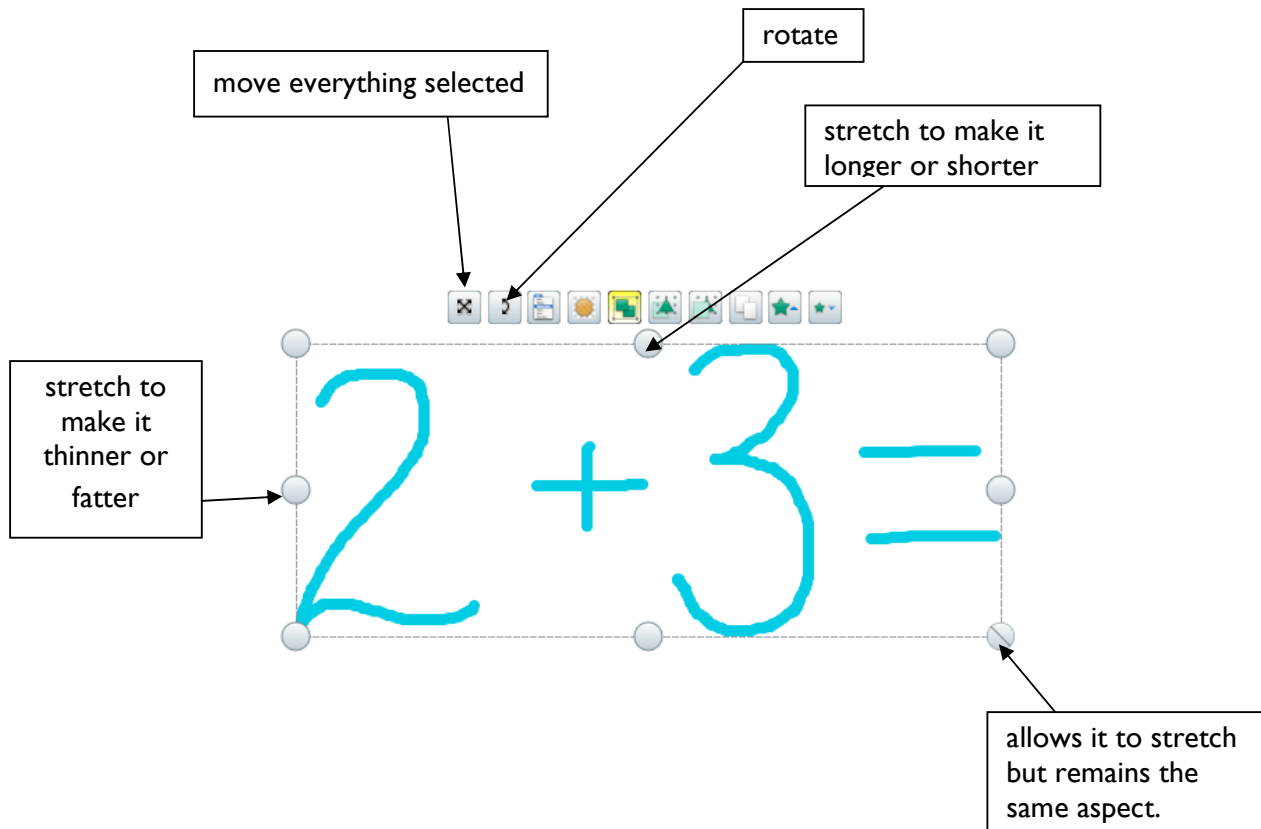 rotate
move everything selected
stretch to make it
longer or shorter
stretch to
make it
thinner or
fatter
2 + 3 =
allows it to stretch
but remains the
same aspect.